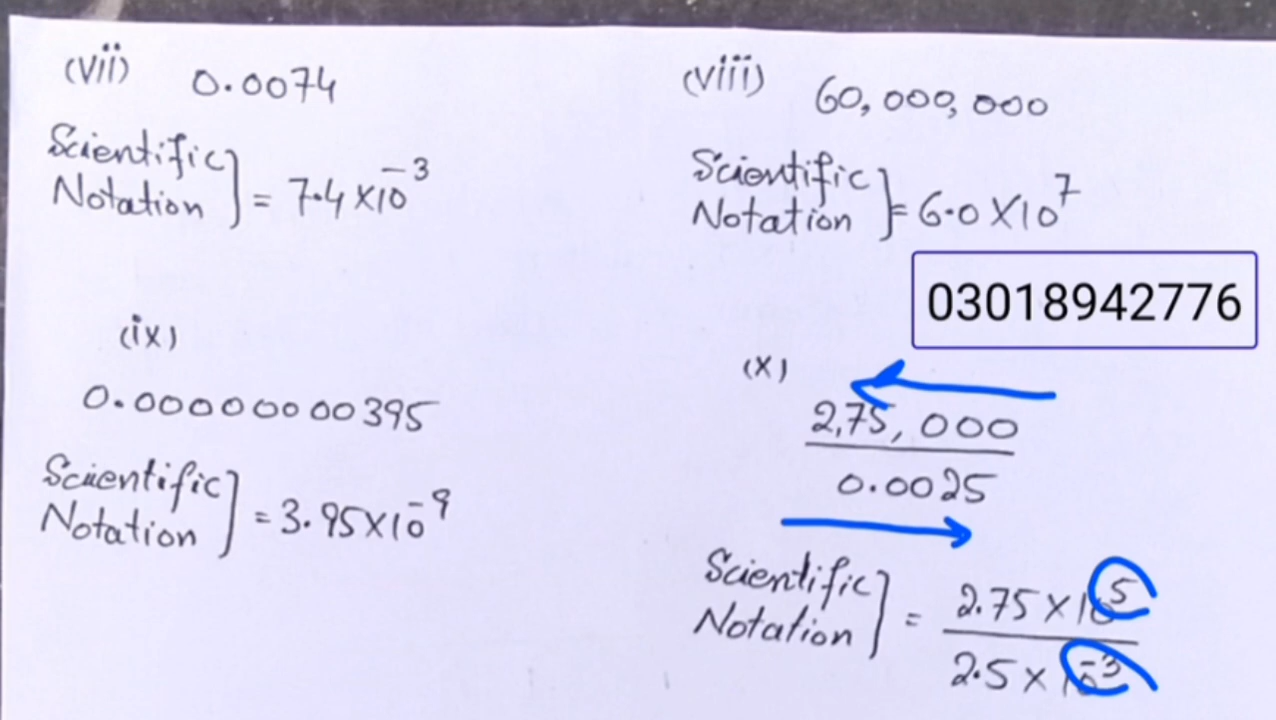 (vii) 0.0074
Scientific
Notation ] = 7.4 × 10⁻³
(viii) 60,000,000
Scientific
Notation ] = 6.0 × 10⁷
03018942776
(ix)
0.00000000395
Scientific
Notation ] = 3.95 × 10⁻⁹
(x)
2,75,000
0.0025
Scientific
Notation ] = 2.75 × 10⁵
2.5 × 10⁻³